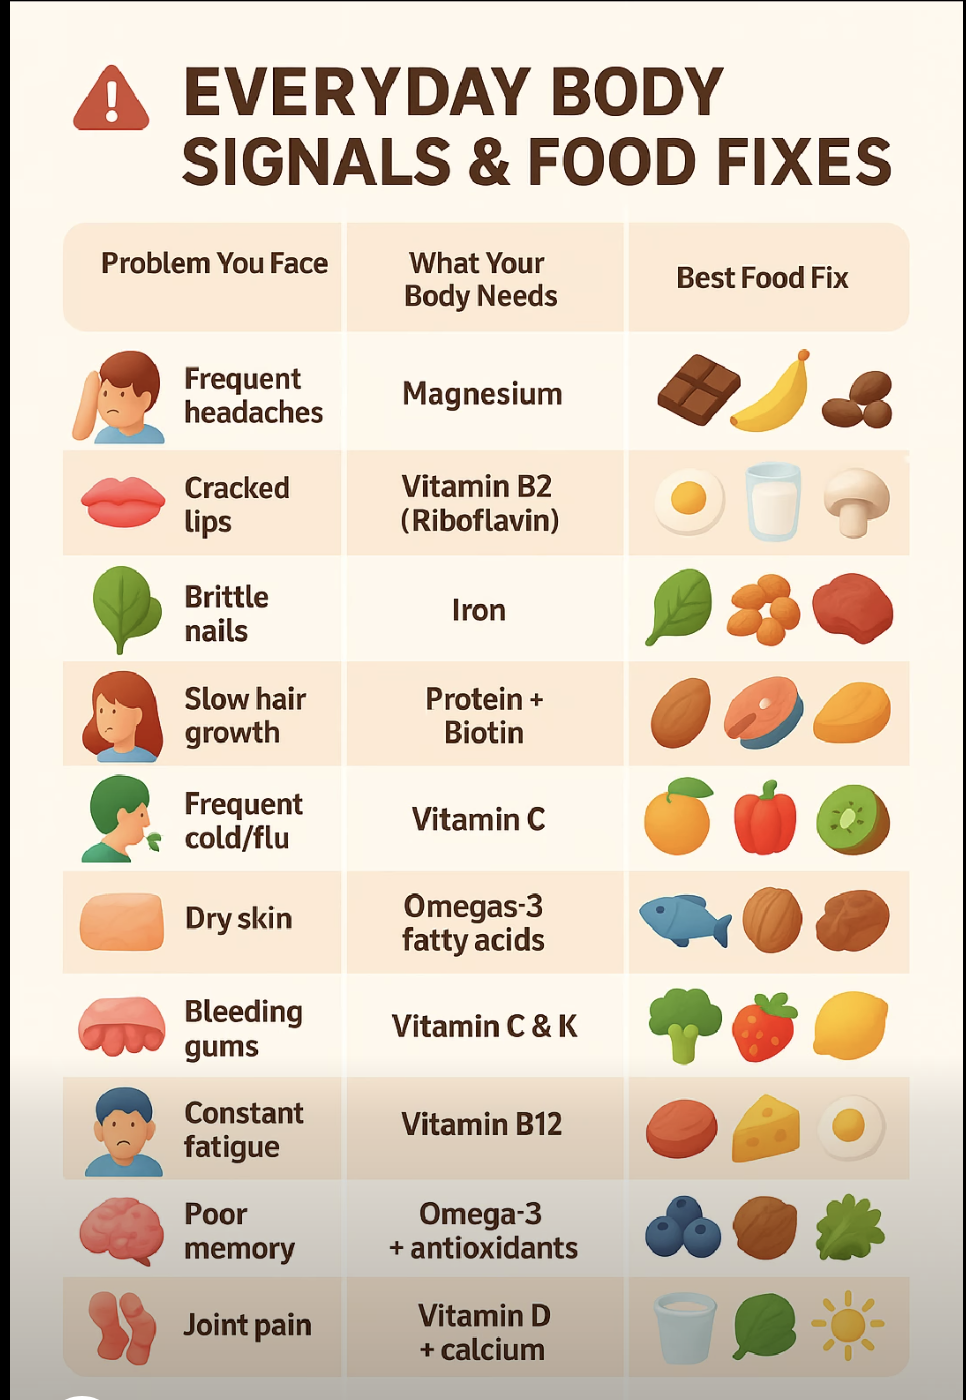 EVERYDAY BODY
SIGNALS & FOOD FIXES
Problem You Face
What Your
Body Needs
Best Food Fix
Frequent
headaches
Magnesium
Cracked
lips
Vitamin B2
(Riboflavin)
Brittle
nails
Iron
Slow hair
growth
Protein +
Biotin
Frequent
cold/flu
Vitamin C
Dry skin
Omegas-3
fatty acids
Bleeding
gums
Vitamin C & K
Constant
fatigue
Vitamin B12
Poor
memory
Omega-3
+ antioxidants
Joint pain
Vitamin D
+ calcium